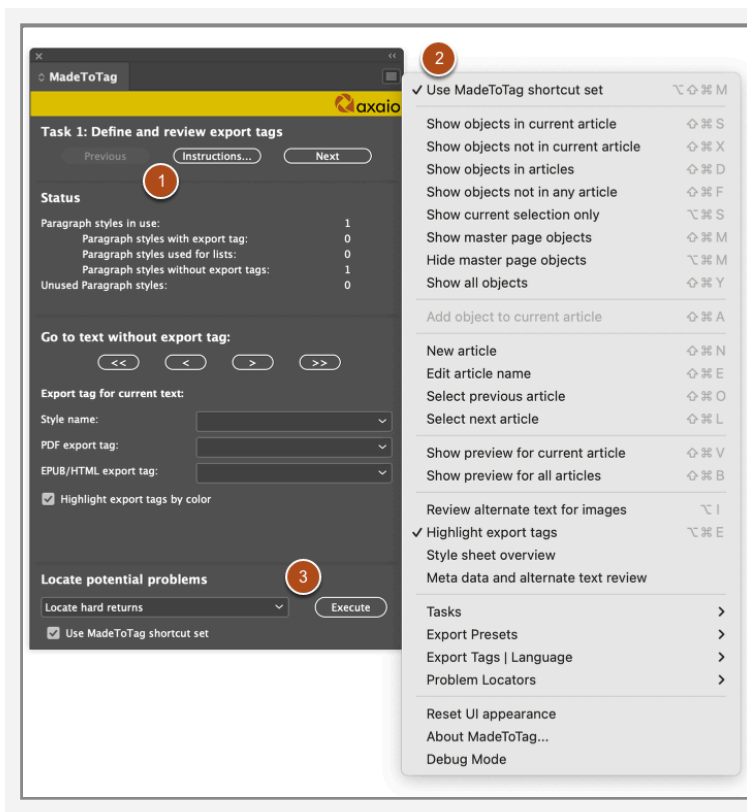 MadeToTag
axaio
Task 1: Define and review export tags
Previous Instructions... Next
1
Status
Paragraph styles in use: 1
Paragraph styles with export tag: 0
Paragraph styles used for lists: 0
Paragraph styles without export tags: 1
Unused Paragraph styles: 0
Go to text without export tag:
<< < > >>
Export tag for current text:
Style name:
PDF export tag:
EPUB/HTML export tag:
Highlight export tags by color
Locate potential problems
3
Locate hard returns Execute
Use MadeToTag shortcut set
2
✓ Use MadeToTag shortcut set ⌥⇧⌘M
Show objects in current article ⇧⌘S
Show objects not in current article ⇧⌘X
Show objects in articles ⇧⌘D
Show objects not in any article ⇧⌘F
Show current selection only ⌥⌘S
Show master page objects ⇧⌘M
Hide master page objects ⌥⌘M
Show all objects ⇧⌘Y
Add object to current article ⇧⌘A
New article ⇧⌘N
Edit article name ⇧⌘E
Select previous article ⇧⌘O
Select next article ⇧⌘L
Show preview for current article ⇧⌘V
Show preview for all articles ⇧⌘B
Review alternate text for images ⌥I
✓ Highlight export tags ⌥⌘E
Style sheet overview
Meta data and alternate text review
Tasks >
Export Presets >
Export Tags | Language >
Problem Locators >
Reset UI appearance
About MadeToTag...
Debug Mode